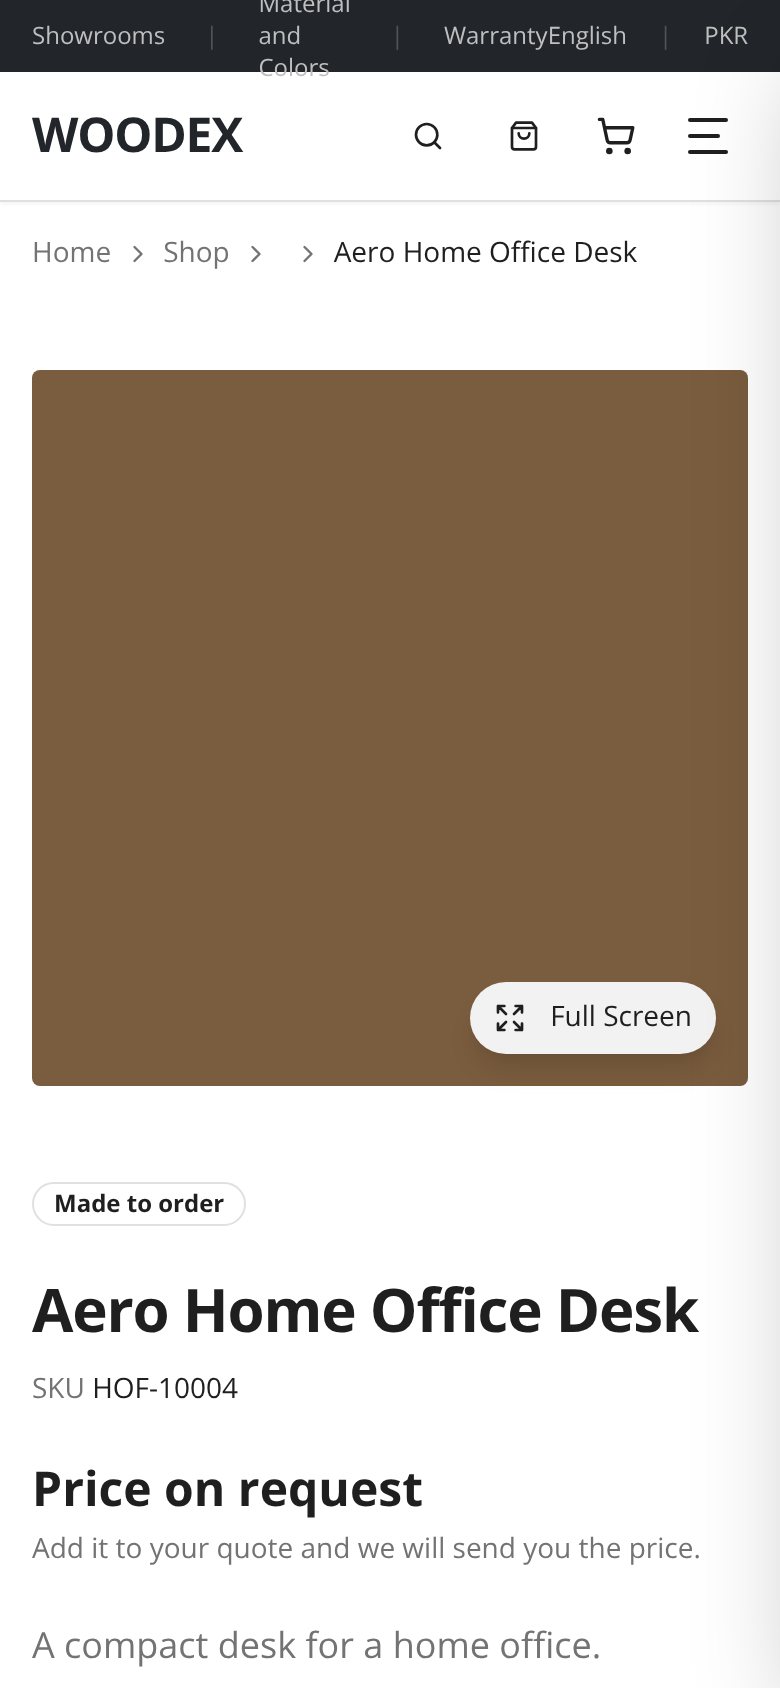 Showrooms | Material and Colors | Warranty English | PKR
WOODEX
Home > Shop > > Aero Home Office Desk
Full Screen
Made to order
Aero Home Office Desk
SKU HOF-10004
Price on request
Add it to your quote and we will send you the price.
A compact desk for a home office.